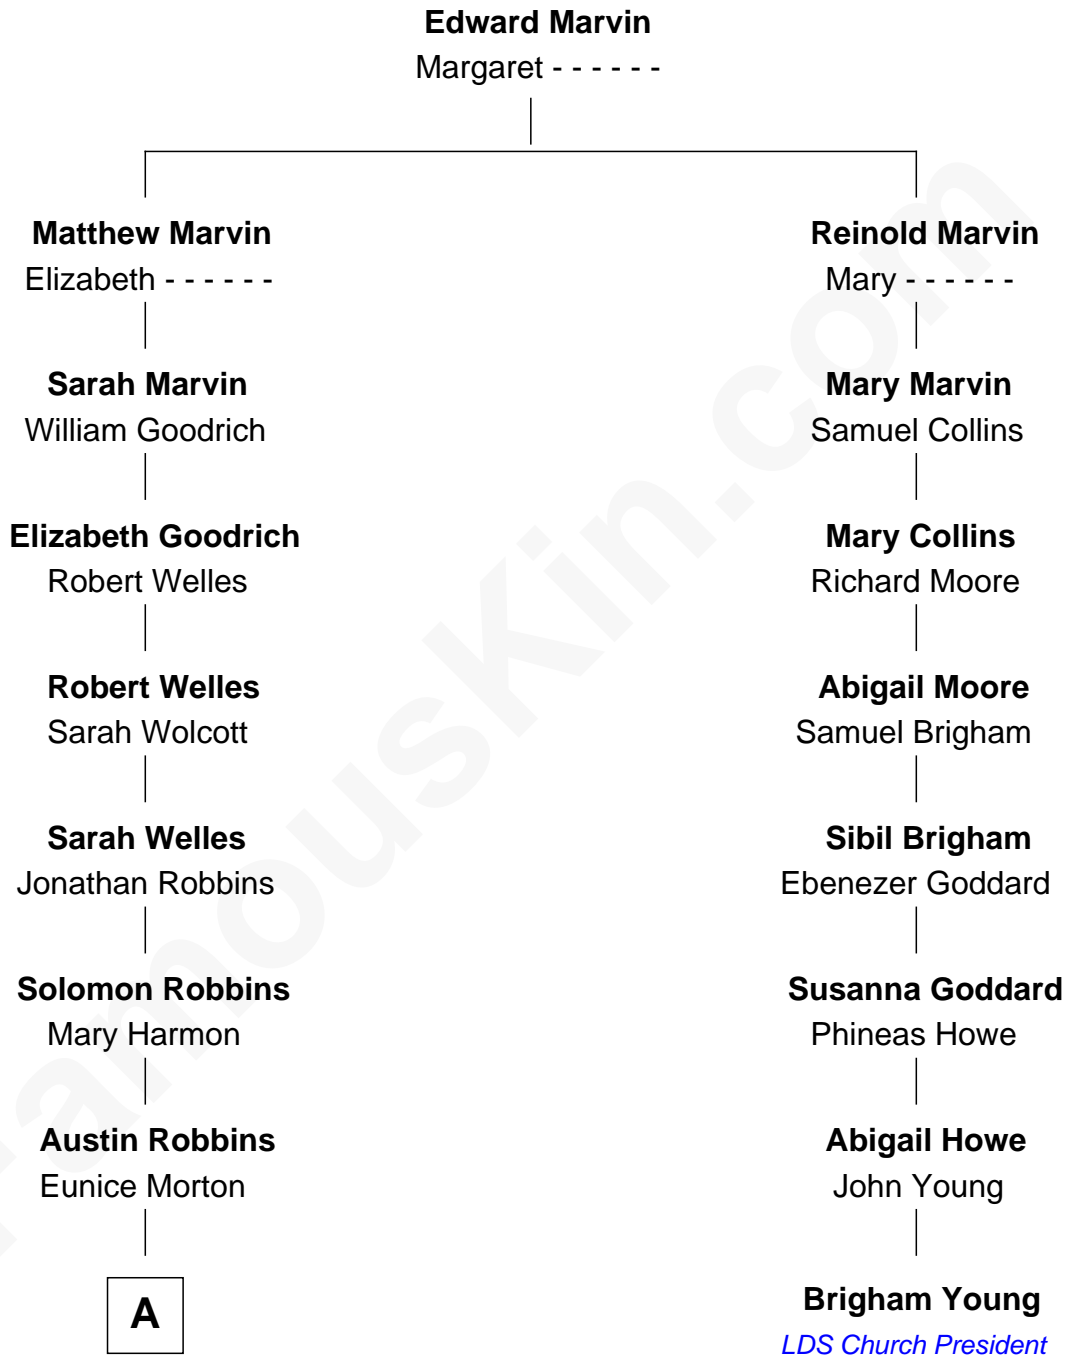 Edward Marvin
Margaret - - - - - -
Matthew Marvin
Elizabeth - - - - - -
Reinold Marvin
Mary - - - - - -
Sarah Marvin
William Goodrich
Mary Marvin
Samuel Collins
Elizabeth Goodrich
Robert Welles
Mary Collins
Richard Moore
Robert Welles
Sarah Wolcott
Abigail Moore
Samuel Brigham
Sarah Welles
Jonathan Robbins
Sibil Brigham
Ebenezer Goddard
Solomon Robbins
Mary Harmon
Susanna Goddard
Phineas Howe
Austin Robbins
Eunice Morton
Abigail Howe
John Young
A
Brigham Young
LDS Church President
FamousKin.com